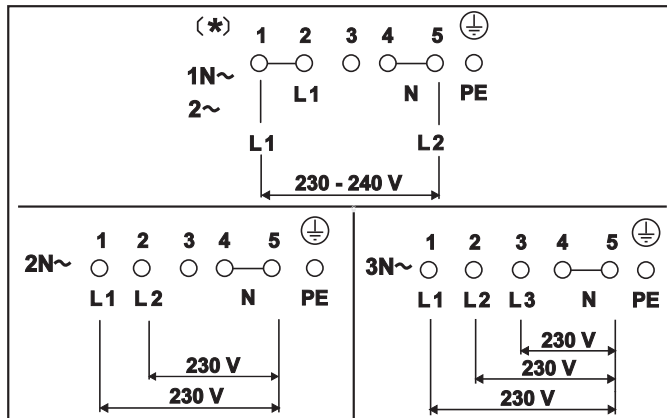 (*) 1 2 3 4 5
1N~ L1 N PE
2~
L1 L2
230 - 240 V
1 2 3 4 5
2N~
L1 L2 N PE
230 V
230 V
1 2 3 4 5
3N~
L1 L2 L3 N PE
230 V
230 V
230 V